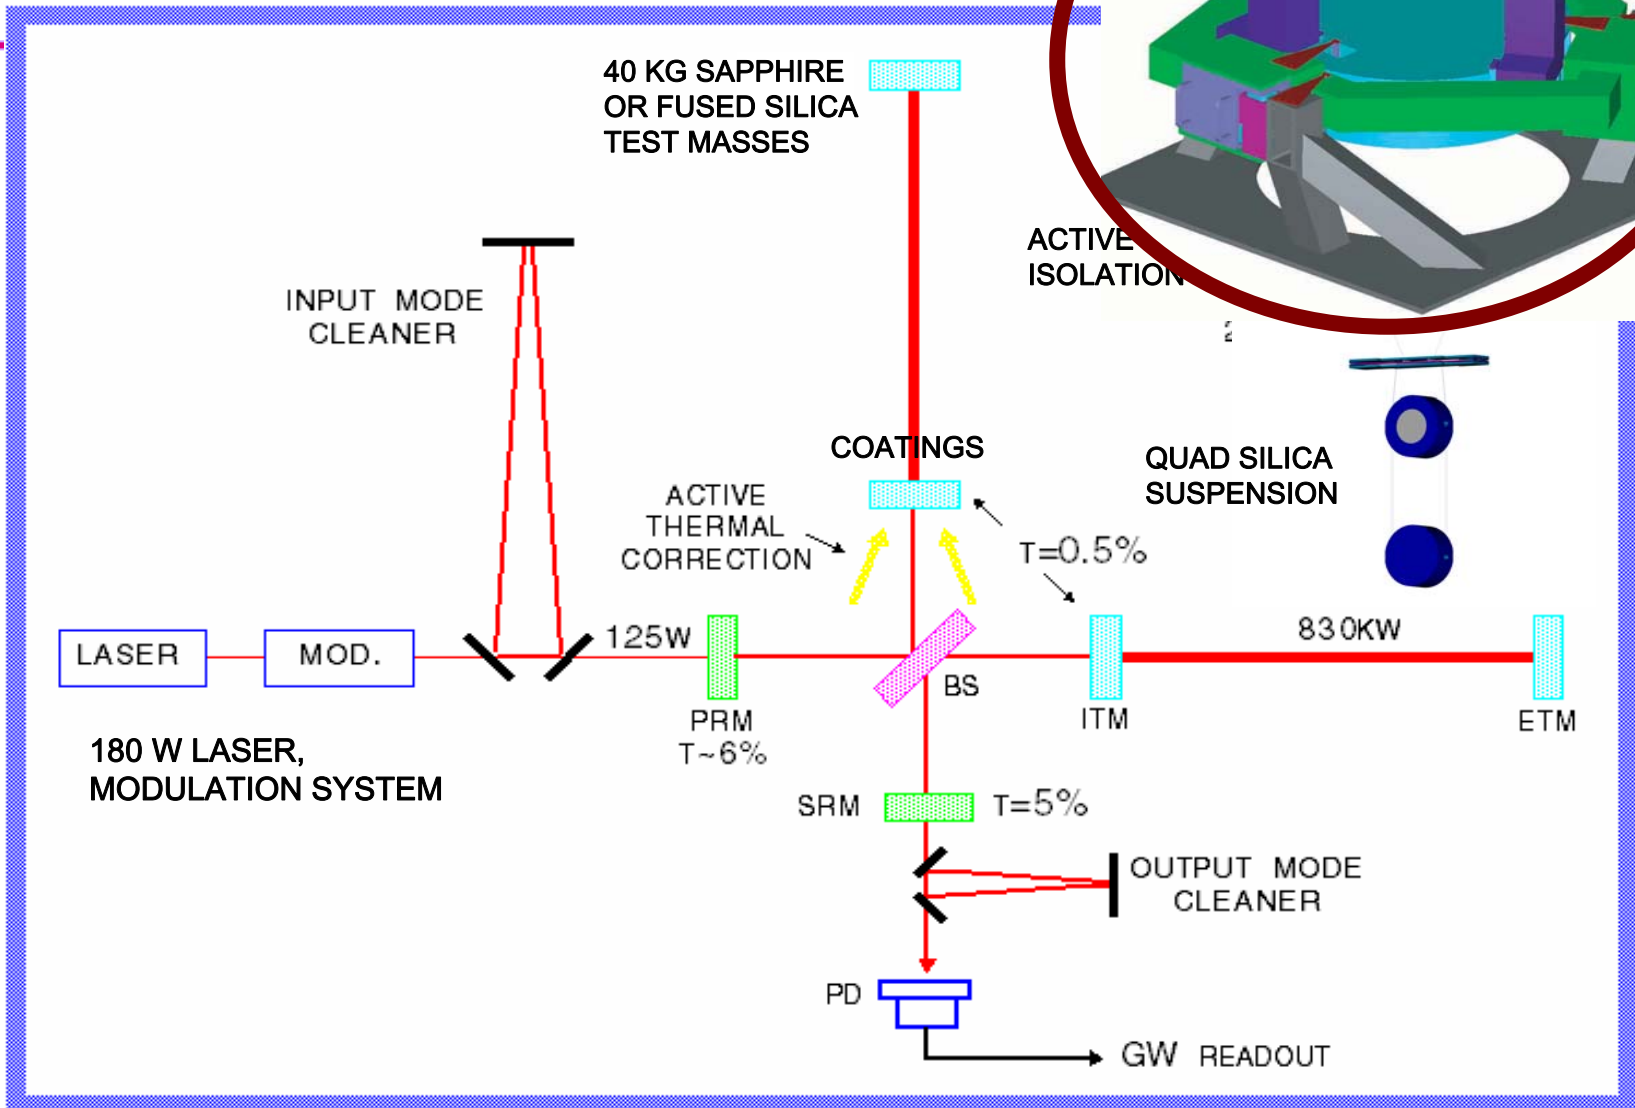 40 KG SAPPHIRE
OR FUSED SILICA
TEST MASSES
ACTIVE
ISOLATION
INPUT MODE
CLEANER
COATINGS
QUAD SILICA
SUSPENSION
ACTIVE
THERMAL
CORRECTION
T=0.5%
LASER
MOD.
125W
830KW
BS
PRM
T~6%
ITM
ETM
180 W LASER,
MODULATION SYSTEM
SRM
T=5%
OUTPUT MODE
CLEANER
PD
GW READOUT